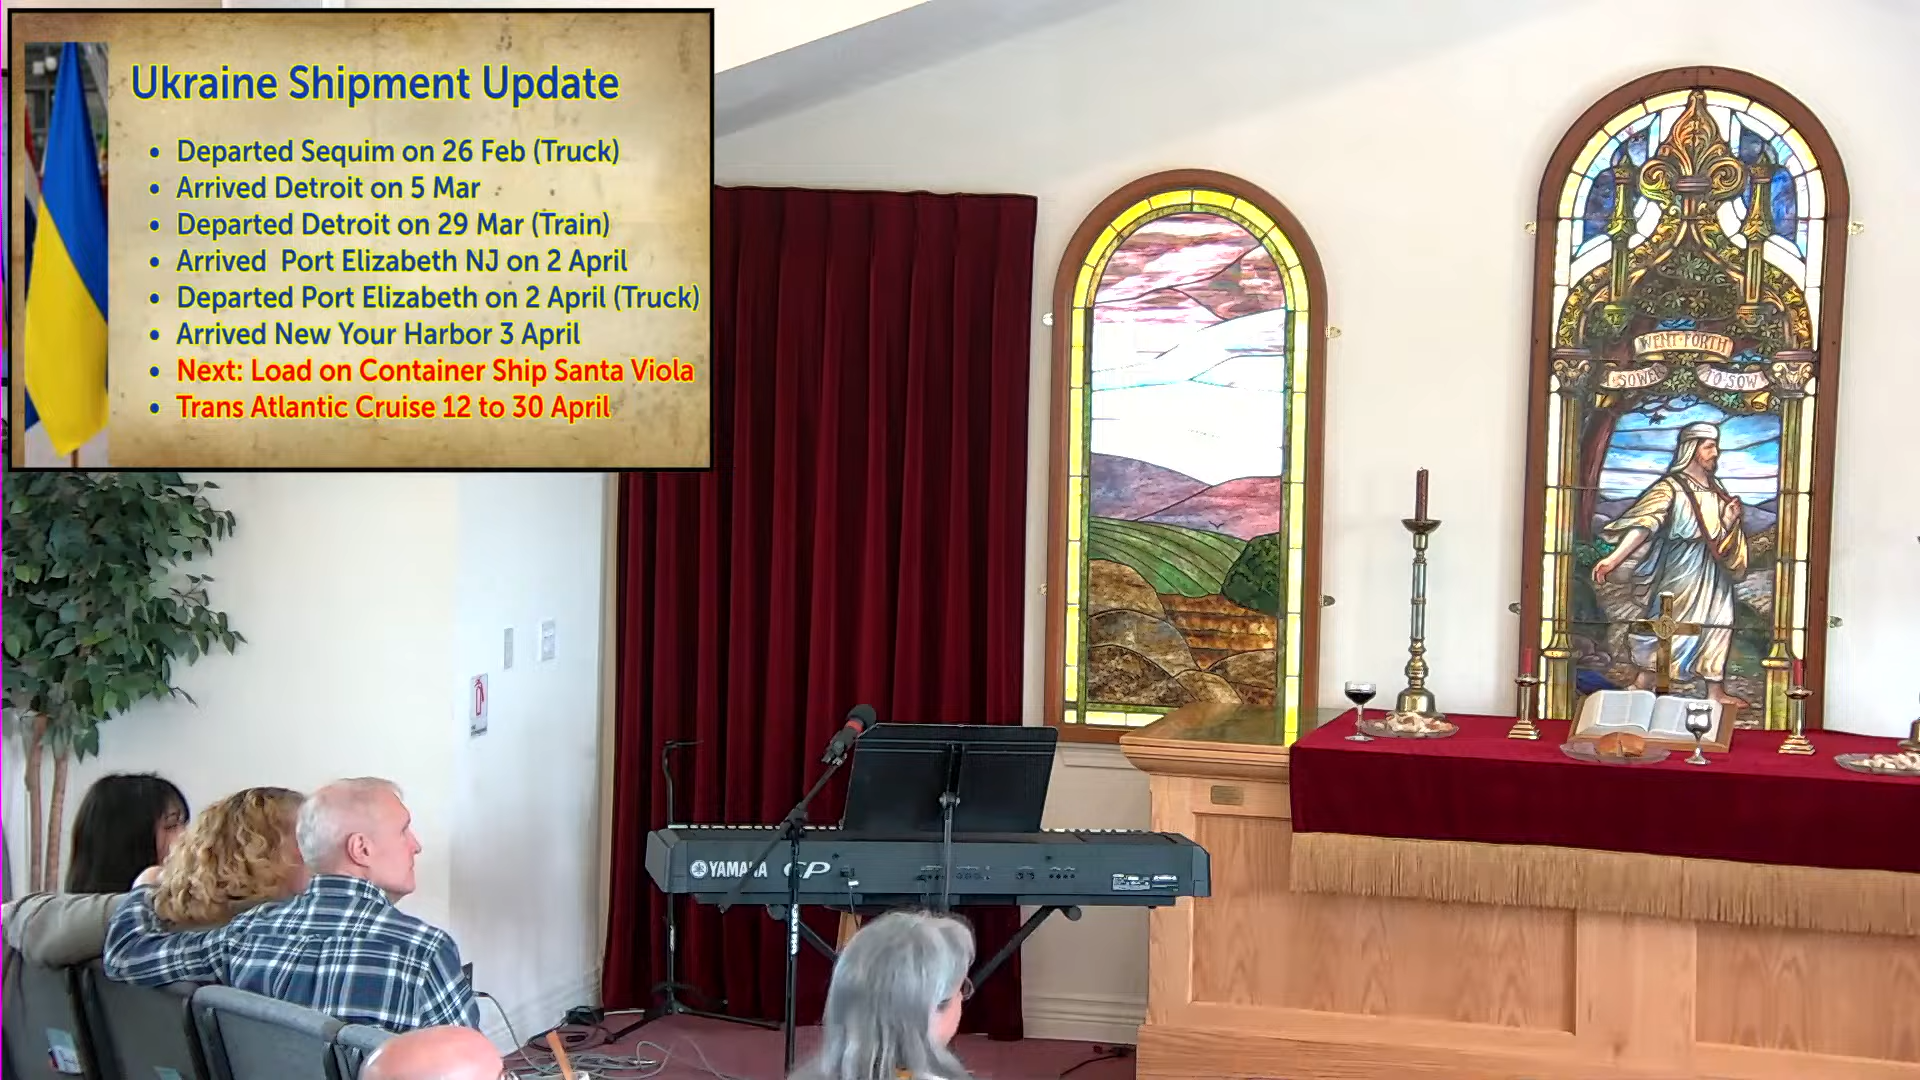 Ukraine Shipment Update
• Departed Sequim on 26 Feb (Truck)
• Arrived Detroit on 5 Mar
• Departed Detroit on 29 Mar (Train)
• Arrived  Port Elizabeth NJ on 2 April
• Departed Port Elizabeth on 2 April (Truck)
• Arrived New Your Harbor 3 April
• Next: Load on Container Ship Santa Viola
• Trans Atlantic Cruise 12 to 30 April
WENT FORTH
SOWER
TO SOW
YAMAHA CP